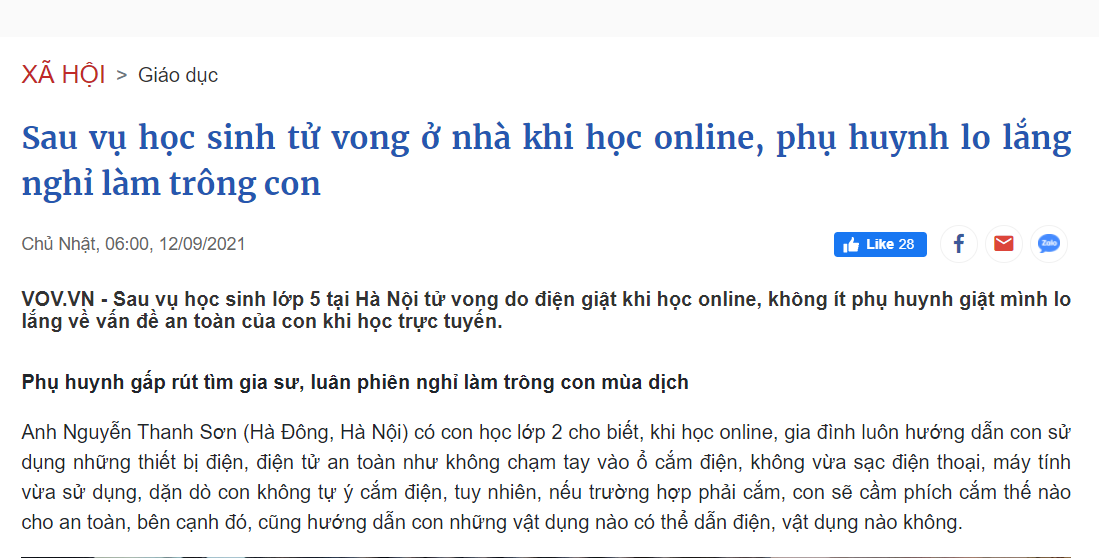 XÃ HỘI > Giáo dục
Sau vụ học sinh tử vong ở nhà khi học online, phụ huynh lo lắng
nghỉ làm trông con
Chủ Nhật, 06:00, 12/09/2021
Like 28
f
Zalo
VOV.VN - Sau vụ học sinh lớp 5 tại Hà Nội tử vong do điện giật khi học online, không ít phụ huynh giật mình lo
lắng về vấn đề an toàn của con khi học trực tuyến.
Phụ huynh gấp rút tìm gia sư, luân phiên nghỉ làm trông con mùa dịch
Anh Nguyễn Thanh Sơn (Hà Đông, Hà Nội) có con học lớp 2 cho biết, khi học online, gia đình luôn hướng dẫn con sử
dụng những thiết bị điện, điện tử an toàn như không chạm tay vào ổ cắm điện, không vừa sạc điện thoại, máy tính
vừa sử dụng, dặn dò con không tự ý cắm điện, tuy nhiên, nếu trường hợp phải cắm, con sẽ cầm phích cắm thế nào
cho an toàn, bên cạnh đó, cũng hướng dẫn con những vật dụng nào có thể dẫn điện, vật dụng nào không.